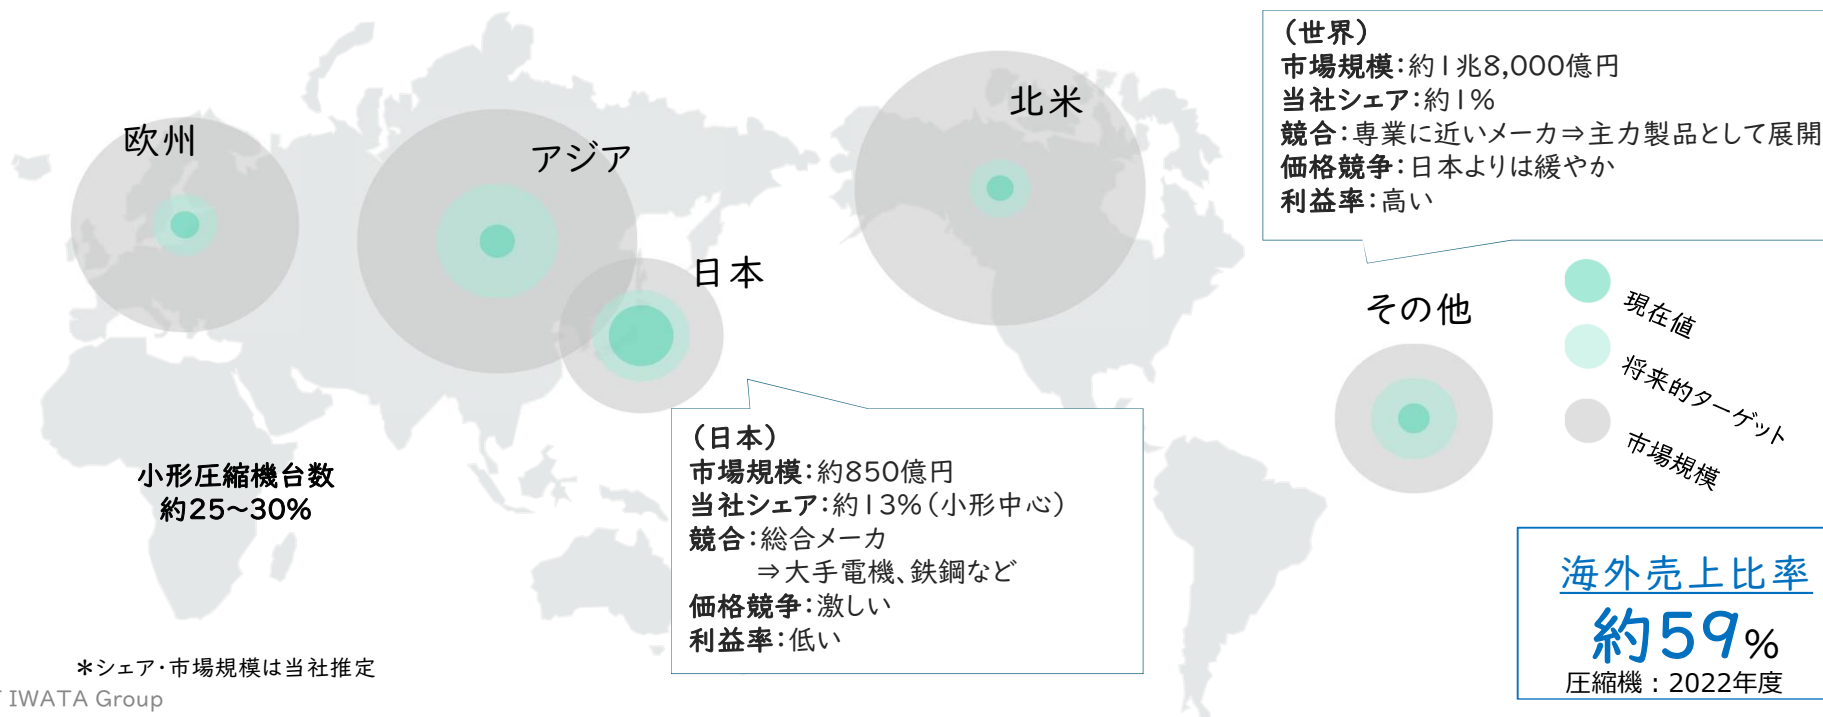 欧州
アジア
日本
北米
その他
(世界)
市場規模:約1兆8,000億円
当社シェア:約1%
競合:専業に近いメーカ⇒主力製品として展開
価格競争:日本よりは緩やか
利益率:高い
現在値
将来的ターゲット
市場規模
小形圧縮機台数
約25~30%
(日本)
市場規模:約850億円
当社シェア:約13%(小形中心)
競合:総合メーカ
⇒大手電機、鉄鋼など
価格競争:激しい
利益率:低い
海外売上比率
約59%
圧縮機:2022年度
*シェア・市場規模は当社推定
IWATA Group